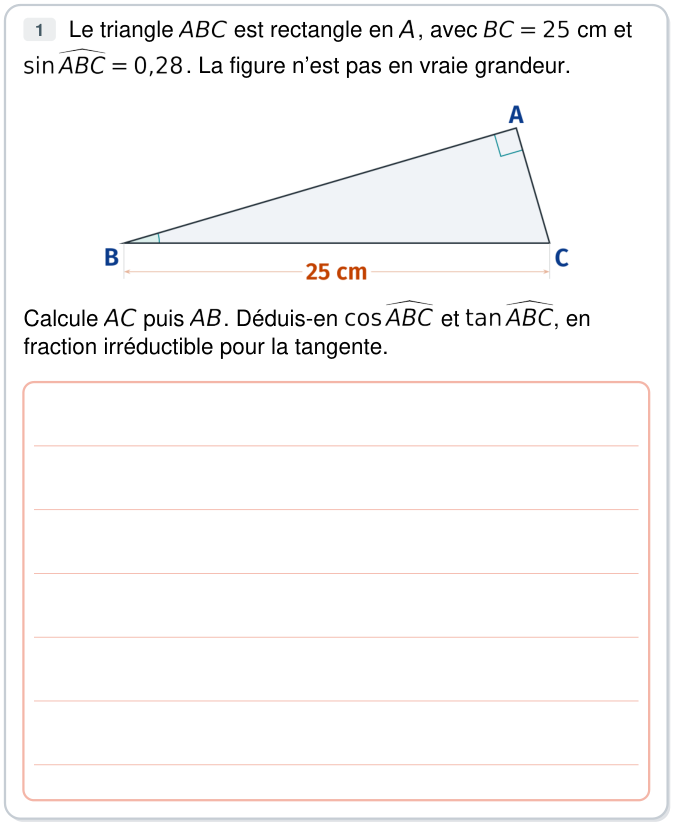 1 Le triangle ABC est rectangle en A, avec BC = 25 cm et
sin ABC = 0,28. La figure n’est pas en vraie grandeur.
A
B
C
25 cm
Calcule AC puis AB. Déduis-en cos ABC et tan ABC, en
fraction irréductible pour la tangente.